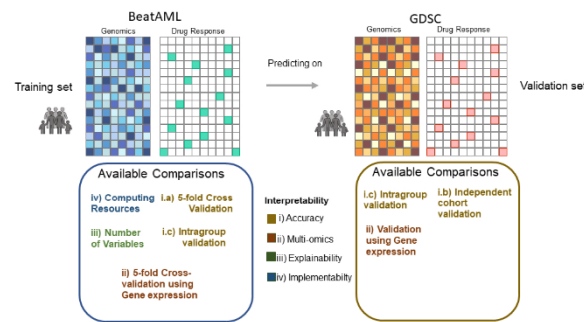 BeatAML
GDSC
Genomics
Drug Response
Genomics
Drug Response
Training set
Predicting on
Validation set
Available Comparisons
iv) Computing
Resources
i.a) 5-fold Cross
Validation
iii) Number
of Variables
i.c) Intragroup
validation
ii) 5-fold Cross-
validation using
Gene expression
Interpretability
i) Accuracy
ii) Multi-omics
iii) Explainability
iv) Implementabilty
Available Comparisons
i.c) Intragroup
validation
i.b) Independent
cohort
validation
ii) Validation
using Gene
expression